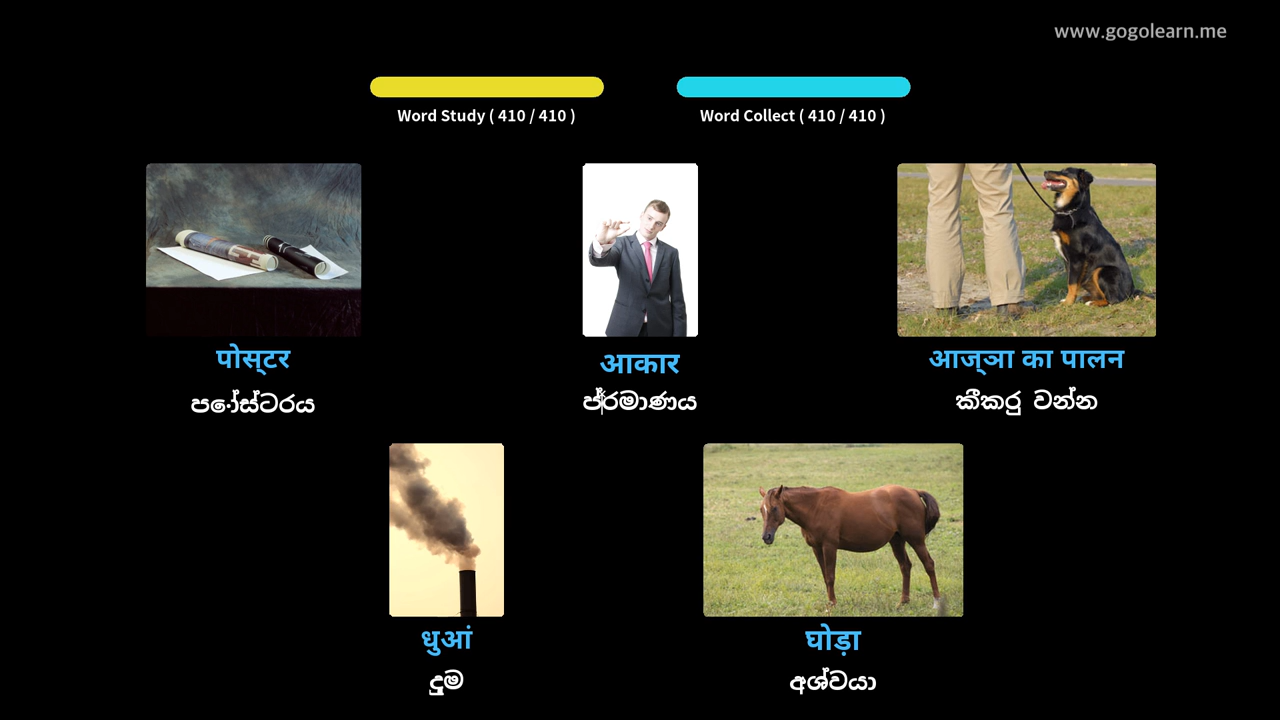 www.gogolearn.me
Word Study ( 410 / 410 )
Word Collect ( 410 / 410 )
पोस्टर
आकार
आज्ञा का पालन
පෝස්ටරය
ප්රමාණය
කීකරු වන්න
धुआं
घोड़ा
දුම
අශ්වයා